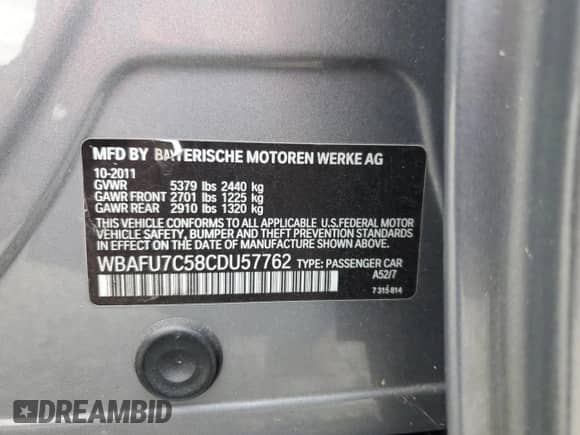 MFD BY BAYERISCHE MOTOREN WERKE AG
10-2011
GVWR 5379 lbs 2440 kg
GAWR FRONT 2701 lbs 1225 kg
GAWR REAR 2910 lbs 1320 kg
THIS VEHICLE CONFORMS TO ALL APPLICABLE U.S.FEDERAL MOTOR
VEHICLE SAFETY, BUMPER AND THEFT PREVENTION STANDARDS
IN EFFECT ON THE DATE OF MANUFACTURE SHOWN ABOVE.
WBAFU7C58CDU57762 TYPE: PASSENGER CAR
A52/7
7 315 814
DREAMBID